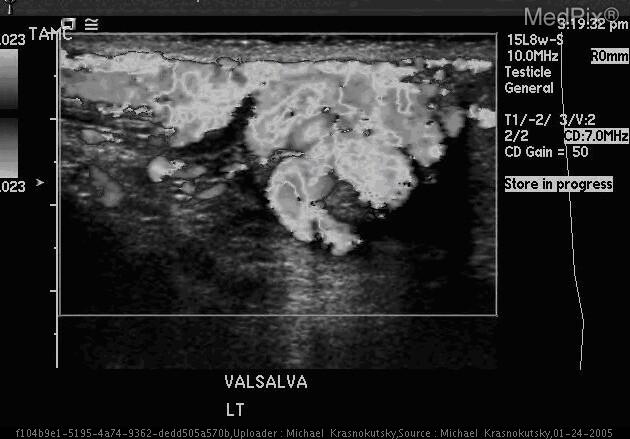 MedPix®
TAMC
3:19:32 pm
.023
15L8w-S
10.0MHz R0mm
Testicle
General
T1/-2/ 3/V:2
2/2 CD:7.0MHz
CD Gain = 50
.023
Store in progress
VALSALVA
LT
f104b9e1-5195-4a74-9362-dedd505a570b,Uploader : Michael Krasnokutsky,Source : Michael Krasnokutsky,01-24-2005